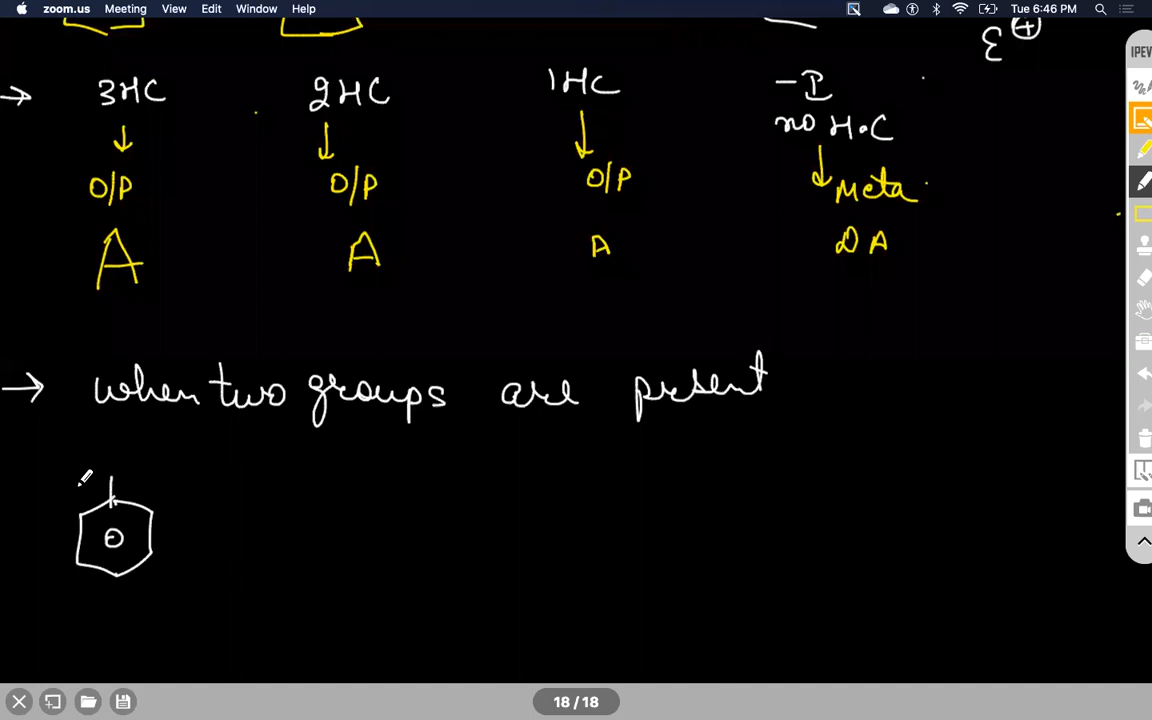 zoom.us Meeting View Edit Window Help Tue 6:46 PM
IPEV
ε +
→ 3HC 2HC 1HC -I
no H.C
↓ ↓ ↓ ↓
O/P O/P O/P Meta
A A A DA
→ when two groups are present
18 / 18